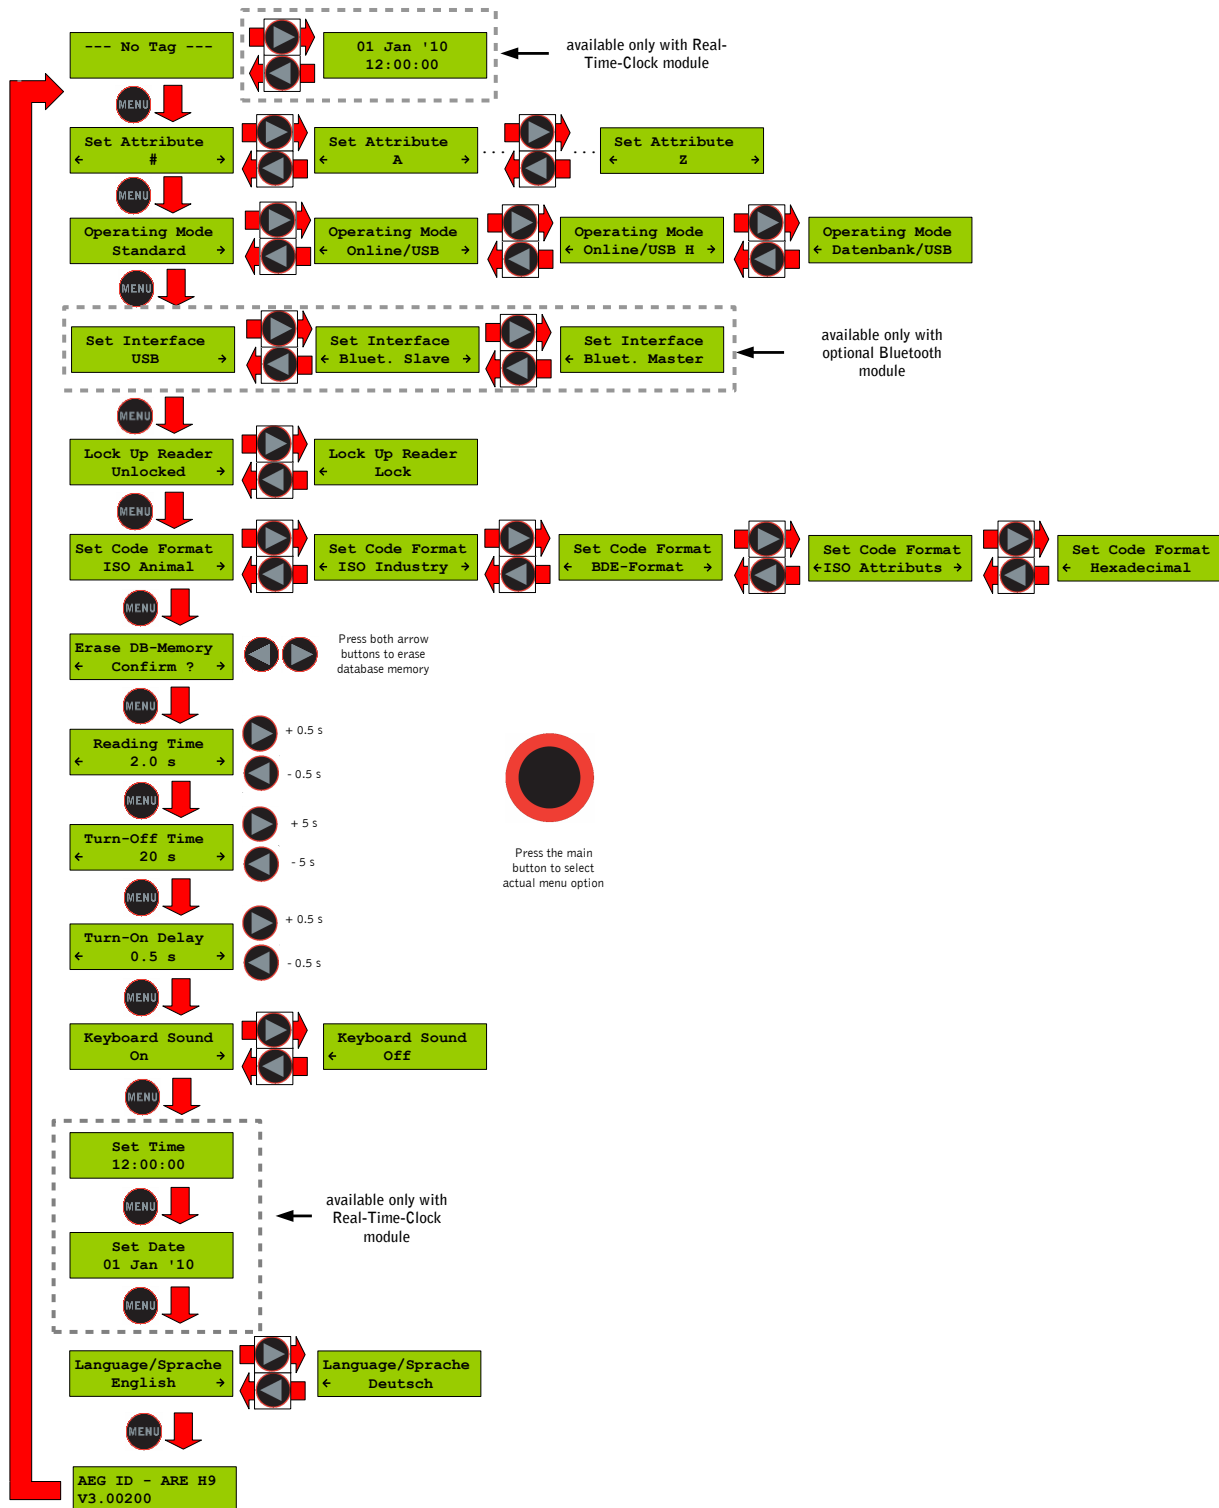 --- No Tag ---
01 Jan '10
12:00:00
available only with Real-
Time-Clock module
MENU
Set Attribute
← # →
Set Attribute
← A →
. . .
. . .
Set Attribute
← Z →
MENU
Operating Mode
Standard →
Operating Mode
← Online/USB →
Operating Mode
← Online/USB H →
Operating Mode
← Datenbank/USB
MENU
Set Interface
USB →
Set Interface
← Bluet. Slave →
Set Interface
← Bluet. Master
available only with
optional Bluetooth
module
MENU
Lock Up Reader
Unlocked →
Lock Up Reader
← Lock
MENU
Set Code Format
ISO Animal →
Set Code Format
← ISO Industry →
Set Code Format
← BDE-Format →
Set Code Format
←ISO Attributs →
Set Code Format
← Hexadecimal
MENU
Erase DB-Memory
← Confirm ? →
Press both arrow
buttons to erase
database memory
MENU
Reading Time
← 2.0 s →
+ 0.5 s
- 0.5 s
MENU
Turn-Off Time
← 20 s →
+ 5 s
- 5 s
Press the main
button to select
actual menu option
MENU
Turn-On Delay
← 0.5 s →
+ 0.5 s
- 0.5 s
MENU
Keyboard Sound
On →
Keyboard Sound
← Off
MENU
Set Time
12:00:00
MENU
Set Date
01 Jan '10
available only with
Real-Time-Clock
module
MENU
Language/Sprache
English →
Language/Sprache
← Deutsch
MENU
AEG ID - ARE H9
V3.00200